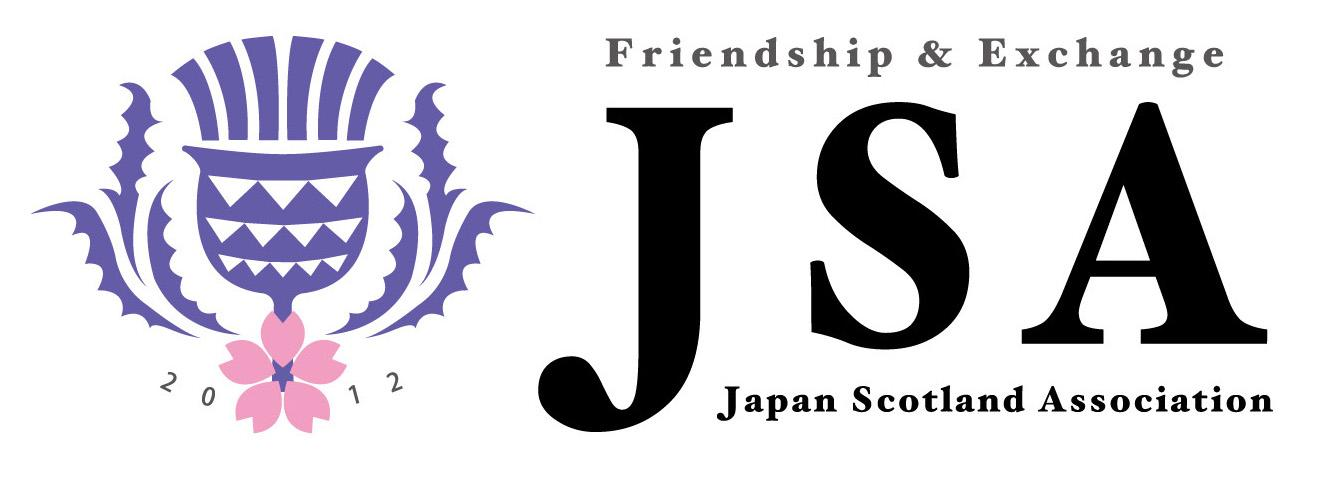 Friendship & Exchange
JSA
Japan Scotland Association
2012